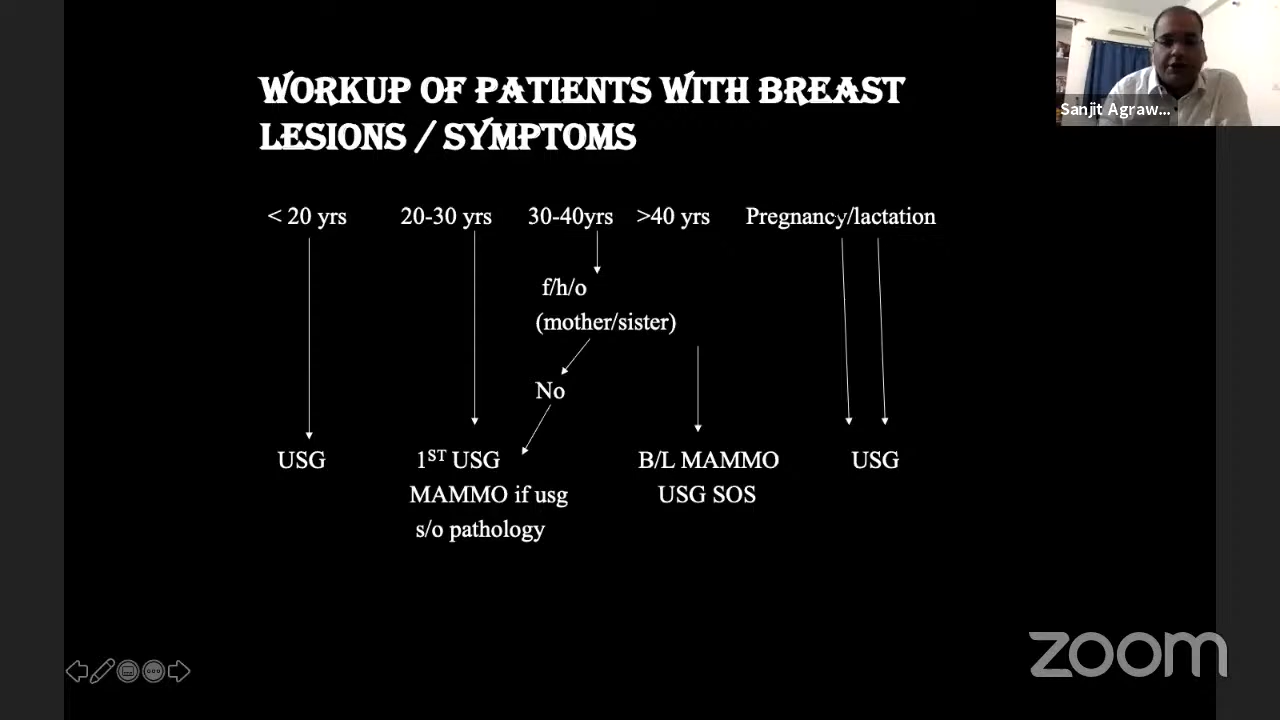 WORKUP OF PATIENTS WITH BREAST
LESIONS / SYMPTOMS
Sanjit Agraw...
< 20 yrs 20-30 yrs 30-40yrs >40 yrs Pregnancy/lactation
f/h/o
(mother/sister)
No
USG 1ST USG B/L MAMMO USG
MAMMO if usg USG SOS
s/o pathology
zoom